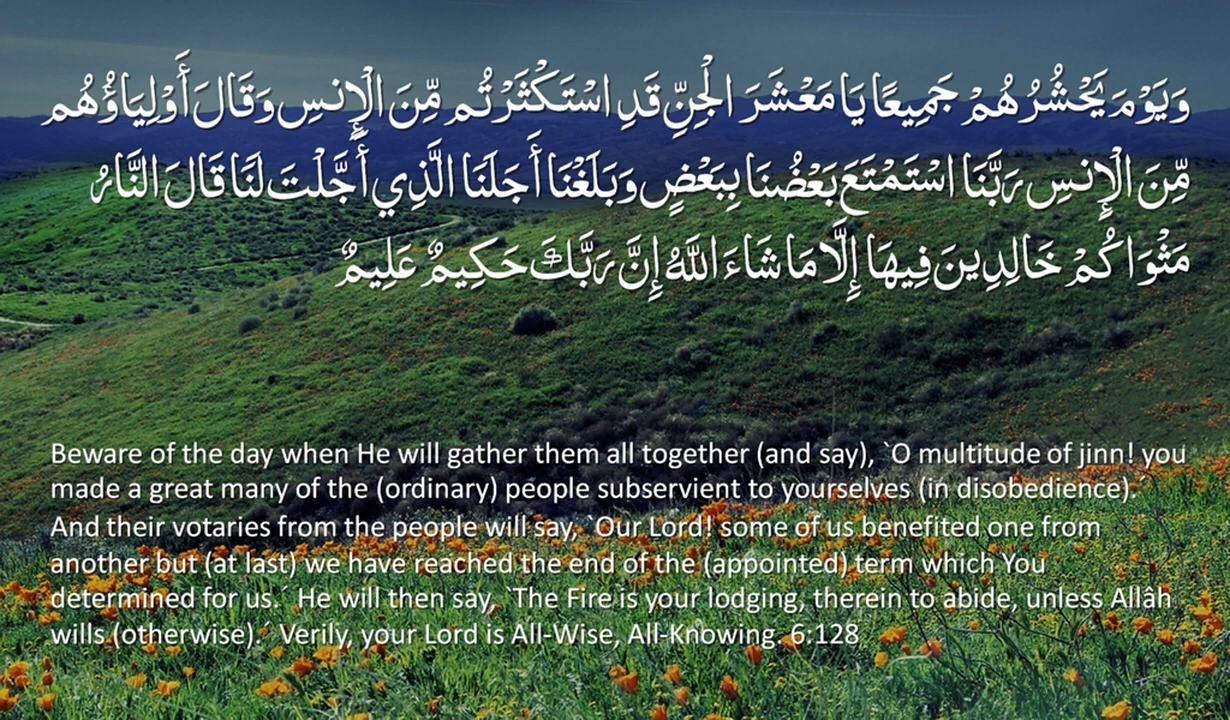 وَيَوْمَ يَحْشُرُهُمْ جَمِيعًا يَا مَعْشَرَ الْجِنِّ قَدِ اسْتَكْثَرْتُم مِّنَ الْإِنسِ وَقَالَ أَوْلِيَاؤُهُم
مِّنَ الْإِنسِ رَبَّنَا اسْتَمْتَعَ بَعْضُنَا بِبَعْضٍ وَبَلَغْنَا أَجَلَنَا الَّذِي أَجَّلْتَ لَنَا قَالَ النَّارُ
مَثْوَاكُمْ خَالِدِينَ فِيهَا إِلَّا مَا شَاءَ اللَّهُ إِنَّ رَبَّكَ حَكِيمٌ عَلِيمٌ
Beware of the day when He will gather them all together (and say), `O multitude of jinn! you
made a great many of the (ordinary) people subservient to yourselves (in disobedience).´
And their votaries from the people will say, `Our Lord! some of us benefited one from
another but (at last) we have reached the end of the (appointed) term which You
determined for us.´ He will then say, `The Fire is your lodging, therein to abide, unless Allâh
wills (otherwise).´ Verily, your Lord is All-Wise, All-Knowing. 6:128